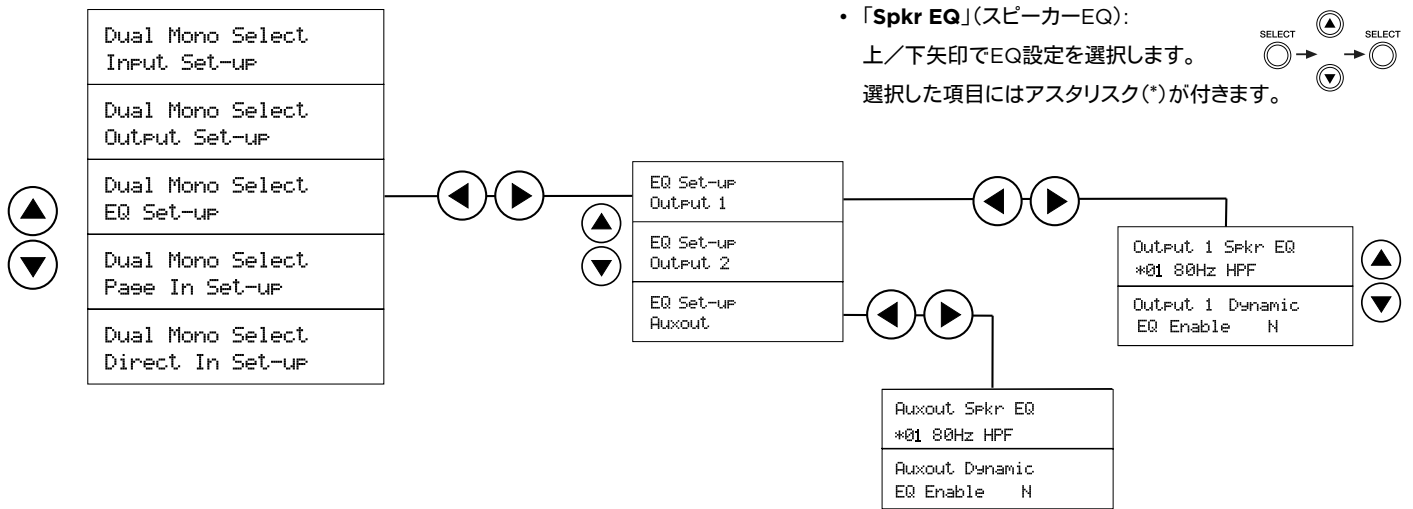 • 「Spkr EQ」(スピーカーEQ):
上／下矢印でEQ設定を選択します。
選択した項目にはアスタリスク(*)が付きます。
SELECT
SELECT
Dual Mono Select
Input Set-up
Dual Mono Select
Output Set-up
Dual Mono Select
EQ Set-up
Dual Mono Select
Page In Set-up
Dual Mono Select
Direct In Set-up
EQ Set-up
Output 1
EQ Set-up
Output 2
EQ Set-up
Auxout
Output 1 Spkr EQ
*01 80Hz HPF
Output 1 Dynamic
EQ Enable N
Auxout Spkr EQ
*01 80Hz HPF
Auxout Dynamic
EQ Enable N